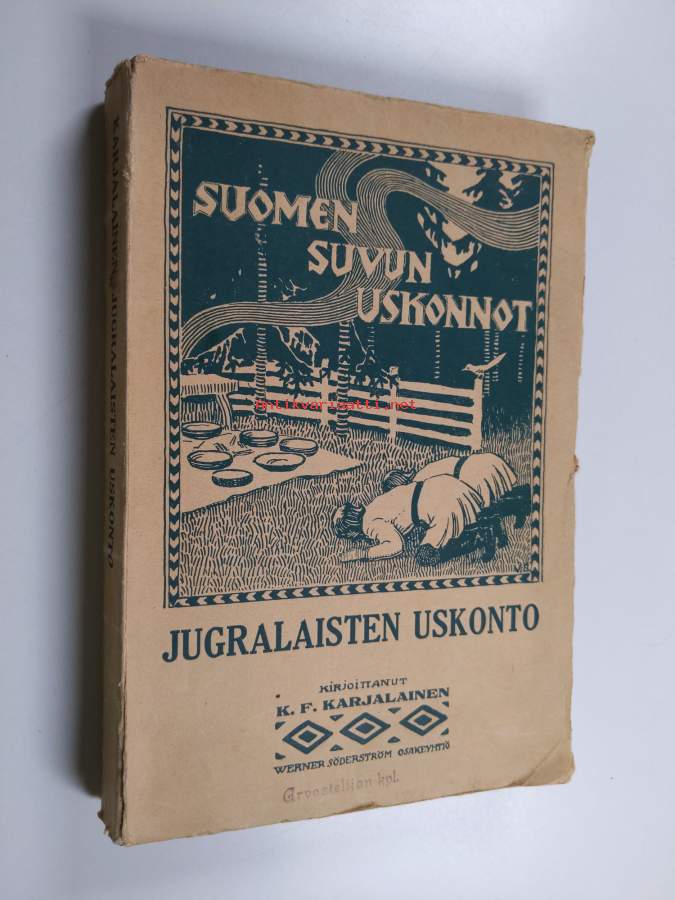 SUOMEN
SUVUN
USKONNOT
antikvariaatti.net
JUGRALAISTEN USKONTO
KIRJOITTANUT
K. F. KARJALAINEN
WERNER SÖDERSTRÖM OSAKEYHTIÖ
Arvostelijan kpl.
KARJALAINEN JUGRALAISTEN USKONTO